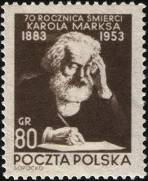 70 ROCZNICA ŚMIERCI
KAROLA MARKSA
1883 1953
GR
80
POCZTA POLSKA